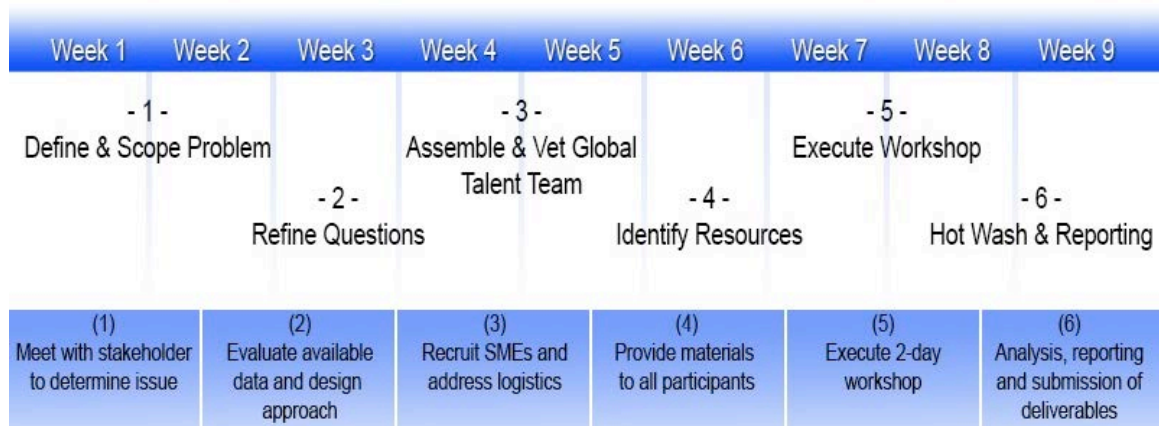 Week 1 Week 2 Week 3 Week 4 Week 5 Week 6 Week 7 Week 8 Week 9
- 1 -
Define & Scope Problem
- 2 -
Refine Questions
- 3 -
Assemble & Vet Global
Talent Team
- 4 -
Identify Resources
- 5 -
Execute Workshop
- 6 -
Hot Wash & Reporting
(1)
Meet with stakeholder
to determine issue
(2)
Evaluate available
data and design
approach
(3)
Recruit SMEs and
address logistics
(4)
Provide materials
to all participants
(5)
Execute 2-day
workshop
(6)
Analysis, reporting
and submission of
deliverables